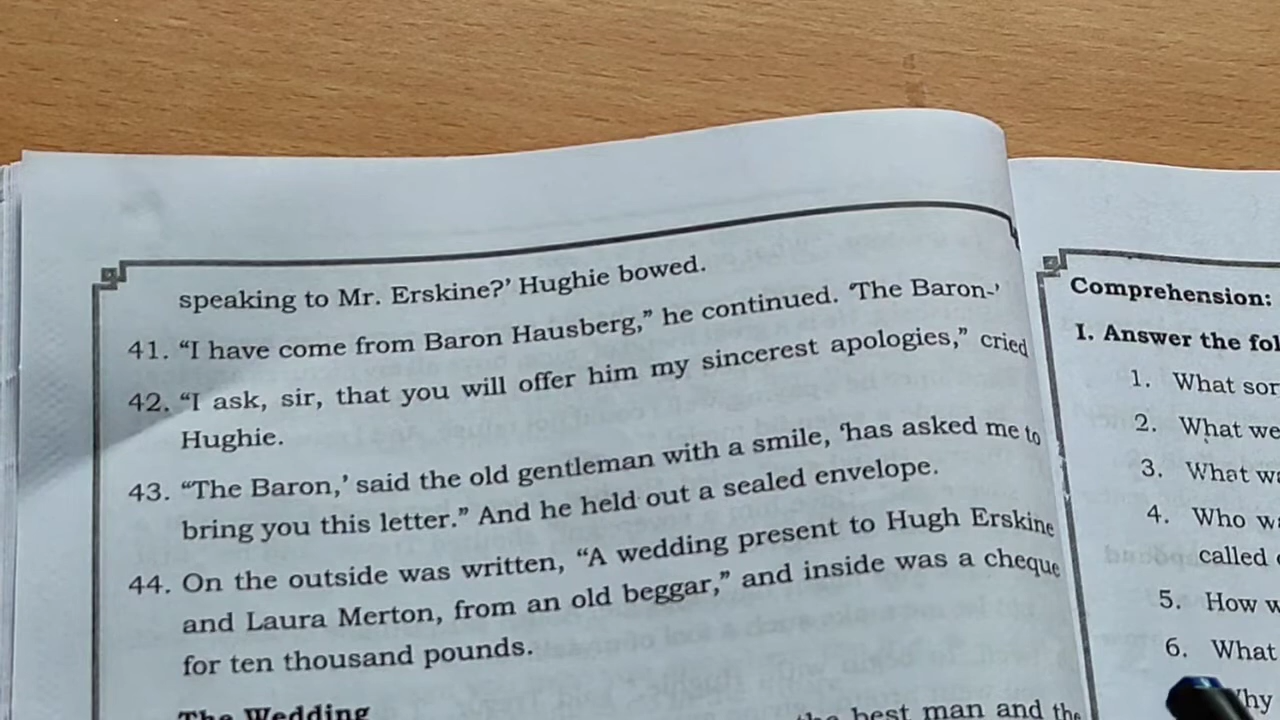 speaking to Mr. Erskine?' Hughie bowed.
41. “I have come from Baron Hausberg,” he continued. ‘The Baron-’
42. “I ask, sir, that you will offer him my sincerest apologies,” cried
Hughie.
43. “The Baron,’ said the old gentleman with a smile, ‘has asked me to
bring you this letter.” And he held out a sealed envelope.
44. On the outside was written, “A wedding present to Hugh Erskine
and Laura Merton, from an old beggar,” and inside was a cheque
for ten thousand pounds.
The Wedding
the best man and the
Comprehension:
I. Answer the
1. What
2. What we
3. What
4. Who
called
5. How
6. What